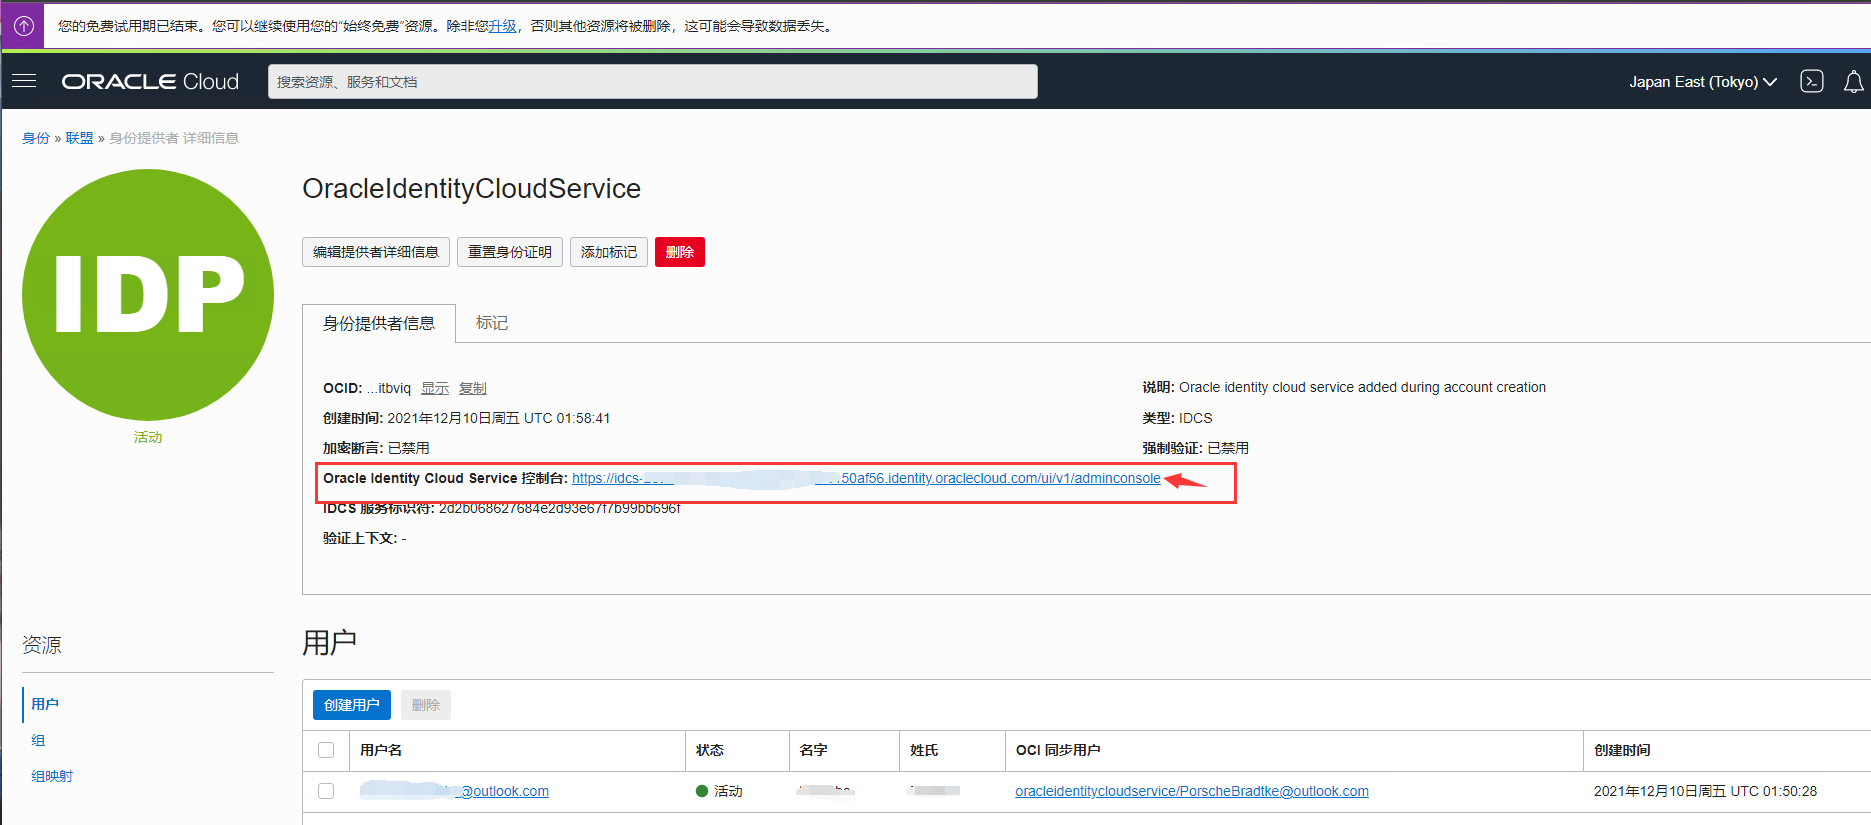 您的免费试用期已结束。您可以继续使用您的“始终免费”资源。除非您升级，否则其他资源将被删除，这可能会导致数据丢失。
ORACLE Cloud
搜索资源、服务和文档
Japan East (Tokyo)
身份 » 联盟 » 身份提供者 详细信息
IDP
活动
OracleIdentityCloudService
编辑提供者详细信息 重置身份证明 添加标记 删除
身份提供者信息 标记
OCID: ...itbviq 显示 复制
说明: Oracle identity cloud service added during account creation
创建时间: 2021年12月10日周五 UTC 01:58:41
类型: IDCS
加密断言: 已禁用
强制验证: 已禁用
Oracle Identity Cloud Service 控制台: https://idcs- 50af56.identity.oraclecloud.com/ui/v1/adminconsole
IDCS 服务标识符: 2d2b068627684e2d93e67f7b99bb696f
验证上下文: -
资源
用户
组
组映射
用户
创建用户 删除
用户名 状态 名字 姓氏 OCI 同步用户 创建时间
@outlook.com 活动 oracleidentitycloudservice/PorscheBradtke@outlook.com 2021年12月10日周五 UTC 01:50:28